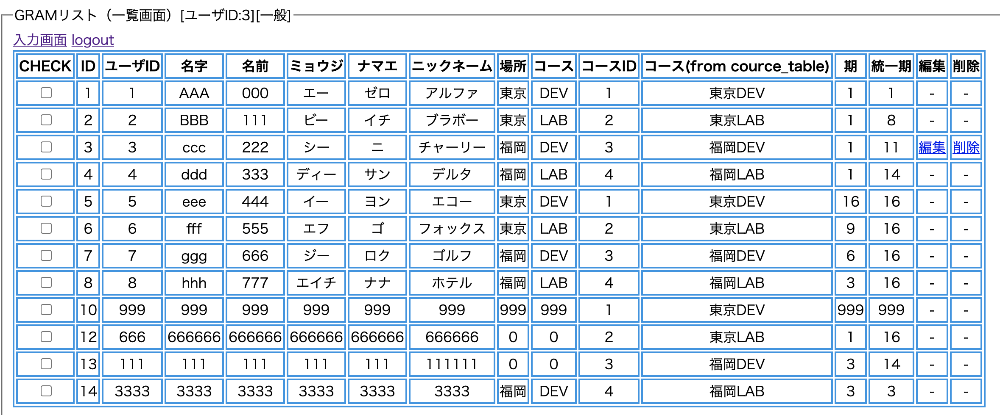 GRAMリスト（一覧画面）[ユーザID:3][一般]
入力画面 logout
CHECK ID ユーザID 名字 名前 ミョウジ ナマエ ニックネーム 場所 コース コースID コース(from cource_table) 期 統一期 編集 削除
1 1 AAA 000 エー ゼロ アルファ 東京 DEV 1 東京DEV 1 1 - -
2 2 BBB 111 ビー イチ ブラボー 東京 LAB 2 東京LAB 1 8 - -
3 3 ccc 222 シー ニ チャーリー 福岡 DEV 3 福岡DEV 1 11 編集 削除
4 4 ddd 333 ディー サン デルタ 福岡 LAB 4 福岡LAB 1 14 - -
5 5 eee 444 イー ヨン エコー 東京 DEV 1 東京DEV 16 16 - -
6 6 fff 555 エフ ゴ フォックス 東京 LAB 2 東京LAB 9 16 - -
7 7 ggg 666 ジー ロク ゴルフ 福岡 DEV 3 福岡DEV 6 16 - -
8 8 hhh 777 エイチ ナナ ホテル 福岡 LAB 4 福岡LAB 3 16 - -
10 999 999 999 999 999 999 999 999 1 東京DEV 999 999 - -
12 666 666666 666666 666666 666666 666666 0 0 2 東京LAB 1 16 - -
13 111 111 111 111 111 111111 0 0 3 福岡DEV 3 14 - -
14 3333 3333 3333 3333 3333 3333 福岡 DEV 4 福岡LAB 3 3 - -